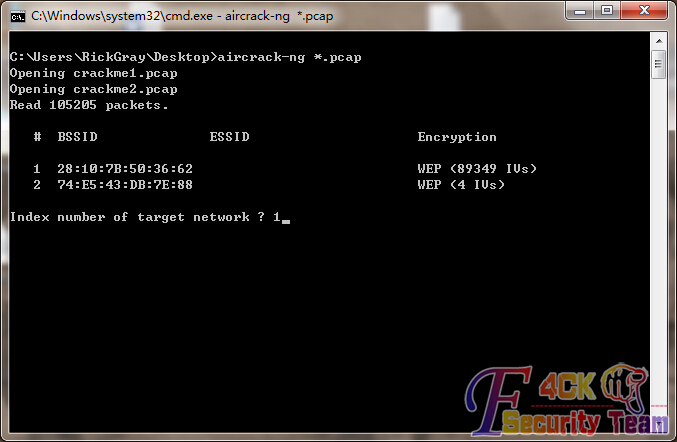 C:\Windows\system32\cmd.exe - aircrack-ng *.pcap
C:\Users\RickGray\Desktop>aircrack-ng *.pcap
Opening crackme1.pcap
Opening crackme2.pcap
Read 105205 packets.
# BSSID ESSID Encryption
1 28:10:7B:50:36:62 WEP (89349 IVs)
2 74:E5:43:DB:7E:88 WEP (4 IVs)
Index number of target network ? 1_
F4CK
Security Team